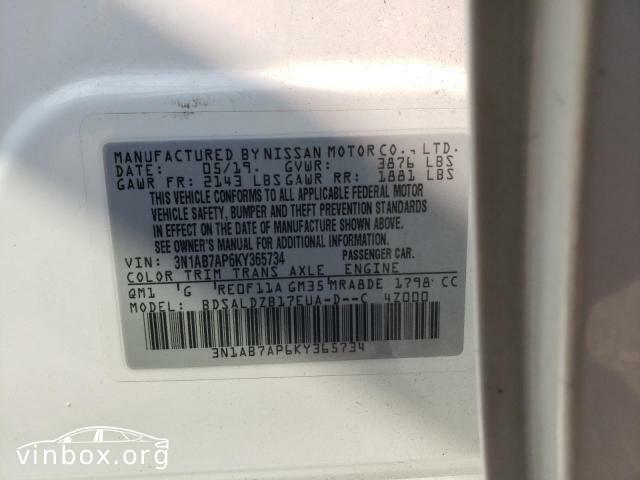 MANUFACTURED BY NISSAN MOTOR CO., LTD.
DATE: 05/19. GVWR: 3876 LBS
GAWR FR: 2143 LBS GAWR RR: 1881 LBS
THIS VEHICLE CONFORMS TO ALL APPLICABLE FEDERAL MOTOR
VEHICLE SAFETY, BUMPER AND THEFT PREVENTION STANDARDS
IN EFFECT ON THE DATE OF MANUFACTURE SHOWN ABOVE.
SEE OWNER'S MANUAL FOR ADDITIONAL INFORMATION.
VIN: 3N1AB7AP6KY365734 PASSENGER CAR.
COLOR TRIM TRANS AXLE ENGINE
QM1 'G RE0F11A GM35 MRA8DE 1798 CC
MODEL: BDSALDZB17EUA-D--C 4Z000
3N1AB7AP6KY365734
vinbox.org